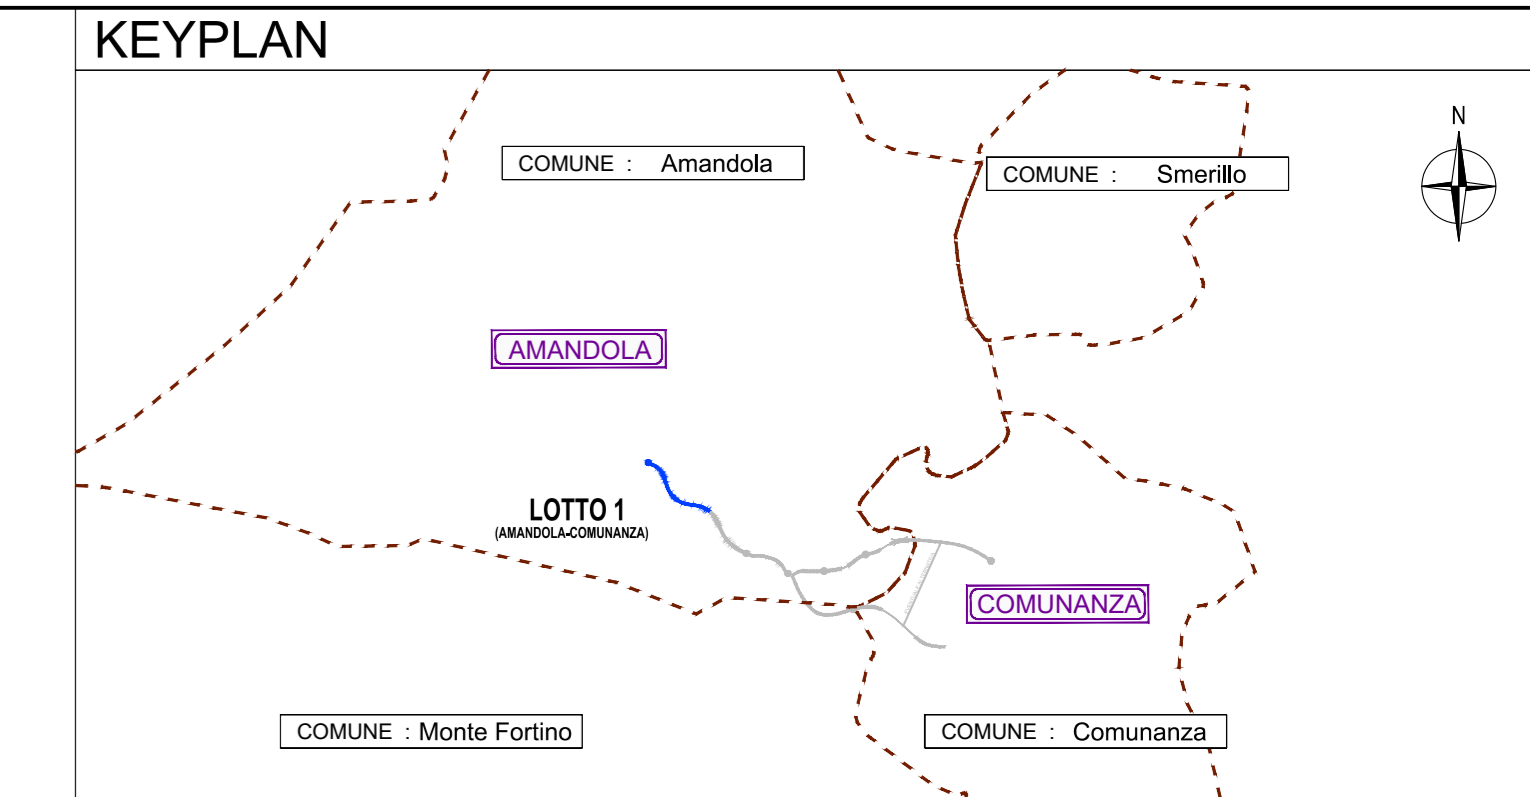 KEYPLAN
N
COMUNE : Amandola
COMUNE : Smerillo
AMANDOLA
LOTTO 1
(AMANDOLA-COMUNANZA)
COMUNANZA
COMUNE : Monte Fortino
COMUNE : Comunanza